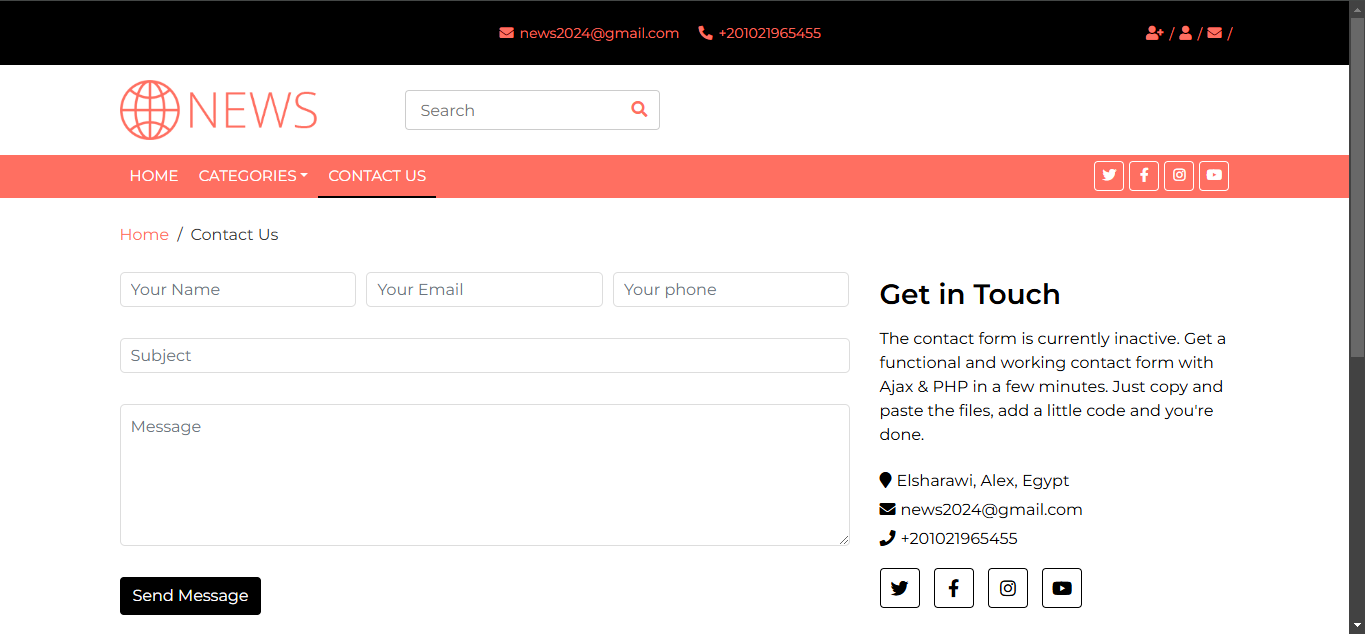 news2024@gmail.com +201021965455 / / /
NEWS
Search
HOME CATEGORIES CONTACT US
Home / Contact Us
Your Name Your Email Your phone
Subject
Message
Send Message
Get in Touch
The contact form is currently inactive. Get a
functional and working contact form with
Ajax & PHP in a few minutes. Just copy and
paste the files, add a little code and you're
done.
Elsharawi, Alex, Egypt
news2024@gmail.com
+201021965455